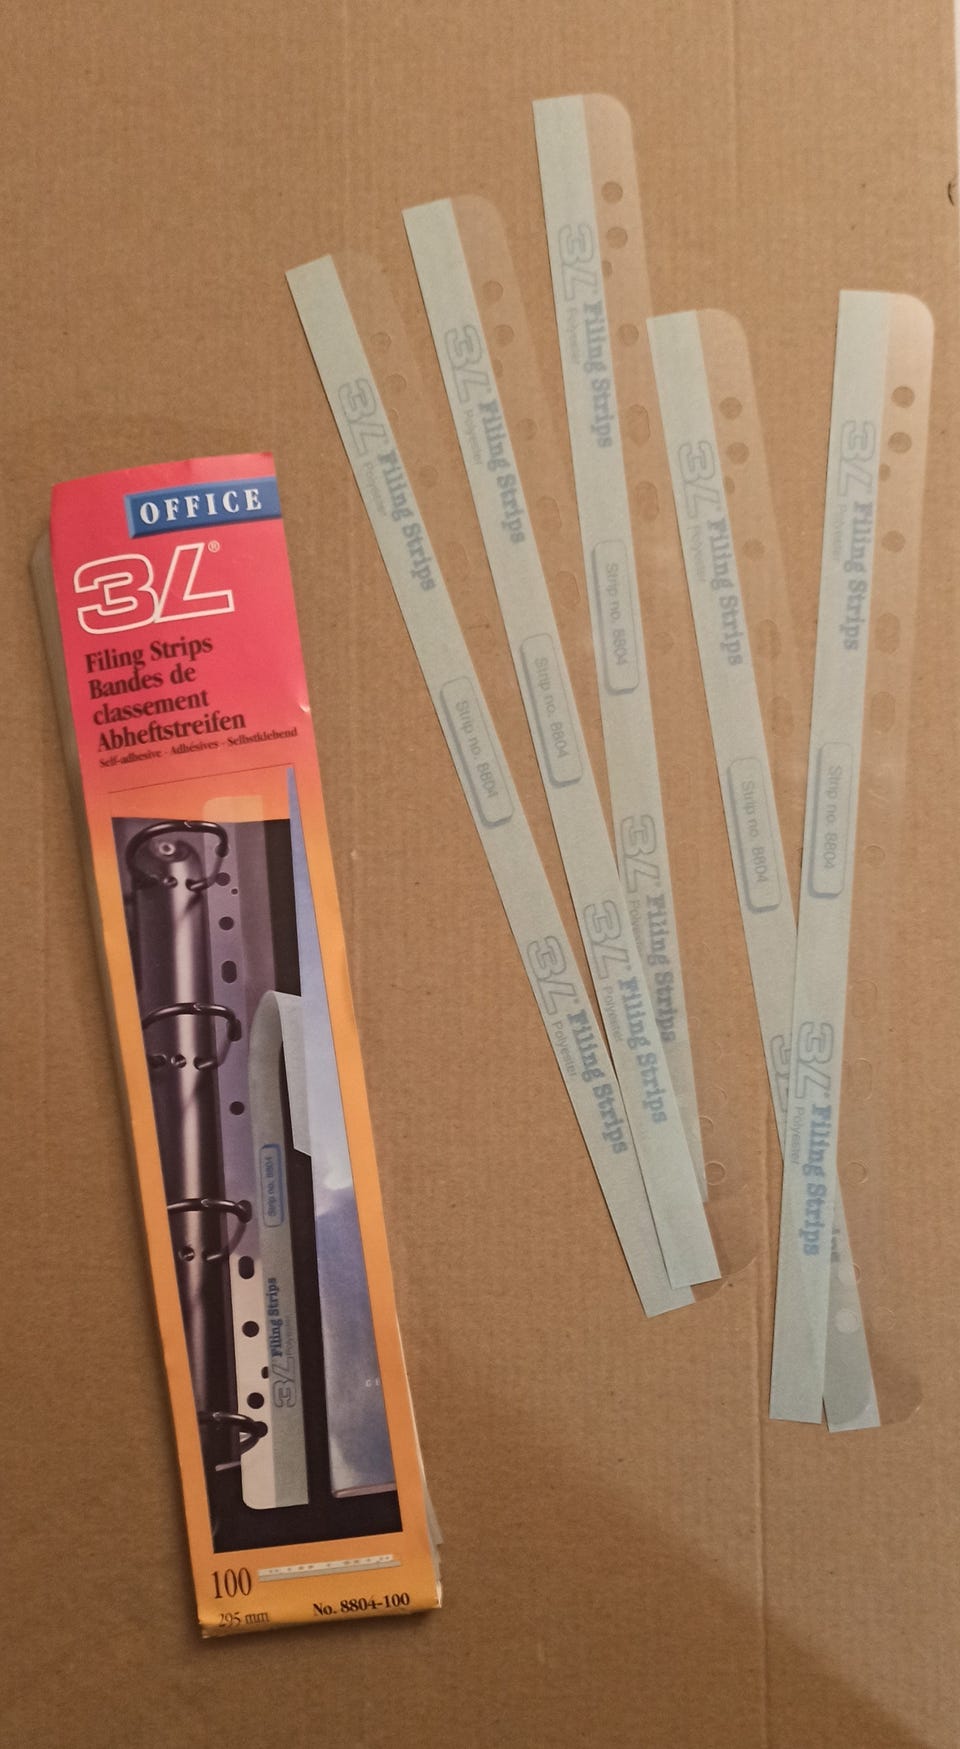 OFFICE
3L®
Filing Strips
Bandes de
classement
Abheftstreifen
Self-adhesive - Adhésives - Selbstklebend
Strip no. 8804
3L Filing Strips
Polyester
100
295 mm
No. 8804-100
3L Filing Strips
Polyester
Strip no. 8804
3L Filing Strips
Polyester
3L Filing Strips
Polyester
Strip no. 8804
3L Filing Strips
Polyester
3L Filing Strips
Polyester
Strip no. 8804
3L Filing Strips
Polyester
3L Filing Strips
Polyester
Strip no. 8804
3L
3L Filing Strips
Polyester
Strip no. 8804
3L Filing Strips
Polyester